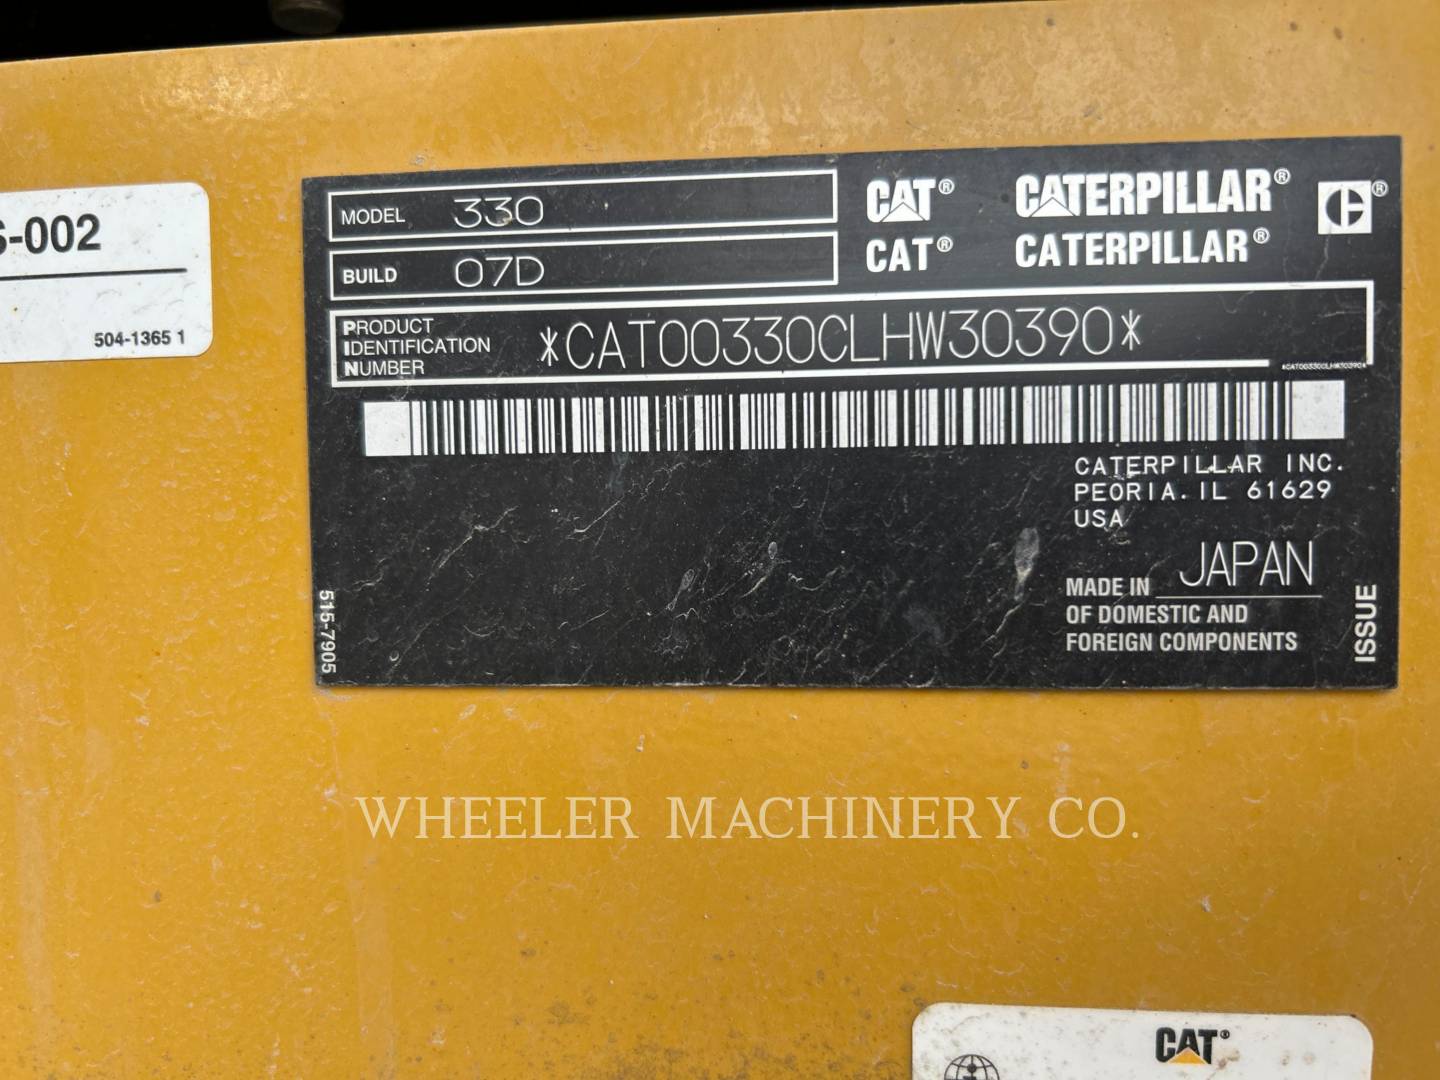 -002
504-1365 1
MODEL 330
BUILD 07D
PRODUCT IDENTIFICATION NUMBER *CAT00330CLHW30390*
*CAT00330CLHW30390*
CAT® CATERPILLAR® ®
CAT® CATERPILLAR®
CATERPILLAR INC.
PEORIA. IL 61629
USA
MADE IN JAPAN
OF DOMESTIC AND
FOREIGN COMPONENTS
ISSUE
515-7905
WHEELER MACHINERY CO.
CAT®